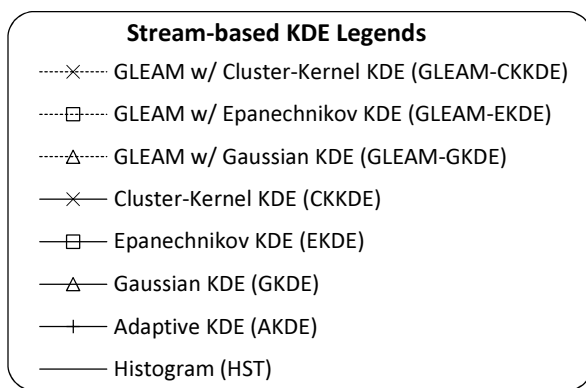 Stream-based KDE Legends
GLEAM w/ Cluster-Kernel KDE (GLEAM-CKKDE)
GLEAM w/ Epanechnikov KDE (GLEAM-EKDE)
GLEAM w/ Gaussian KDE (GLEAM-GKDE)
Cluster-Kernel KDE (CKKDE)
Epanechnikov KDE (EKDE)
Gaussian KDE (GKDE)
Adaptive KDE (AKDE)
Histogram (HST)